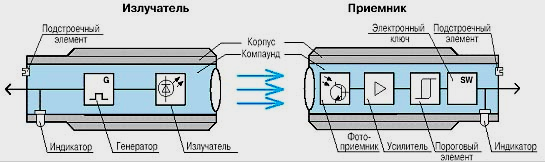 Излучатель
Приемник
Подстроечный
элемент
Корпус
Компаунд
Электронный
ключ
Подстроечный
элемент
G
SW
Индикатор
Генератор
Излучатель
Фото-
приемник
Усилитель
Пороговый
элемент
Индикатор